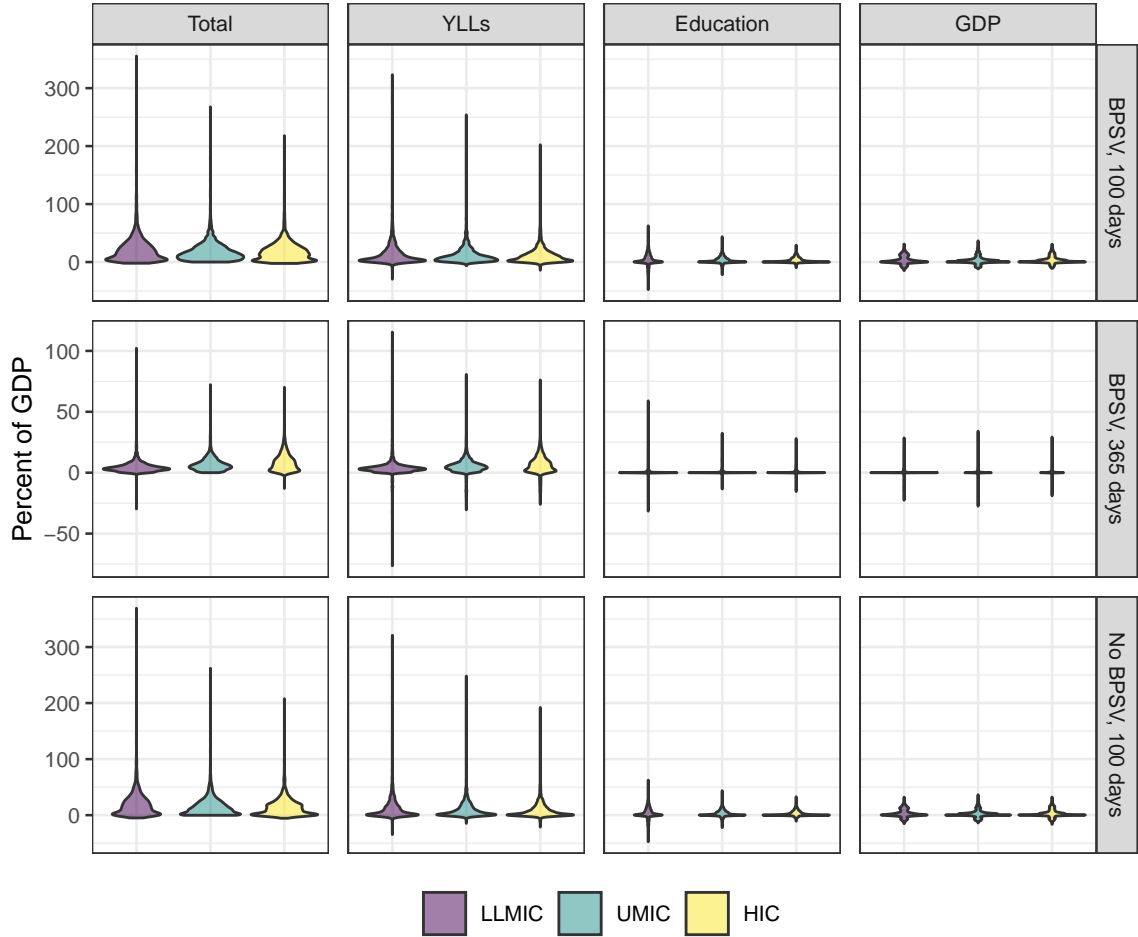 Total YLLs Education GDP
300
200
100
0
BPSV, 100 days
Percent of GDP
100
50
0
−50
BPSV, 365 days
300
200
100
0
No BPSV, 100 days
LLMIC UMIC HIC